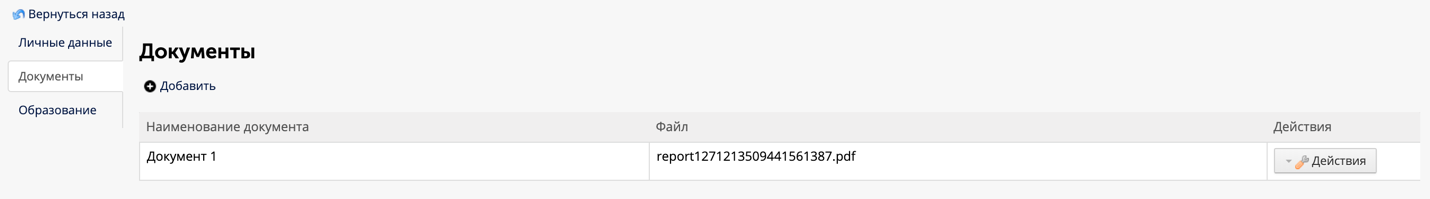 Вернуться назад
Личные данные
Документы
Образование
Документы
Добавить
Наименование документа Файл Действия
Документ 1 report1271213509441561387.pdf Действия